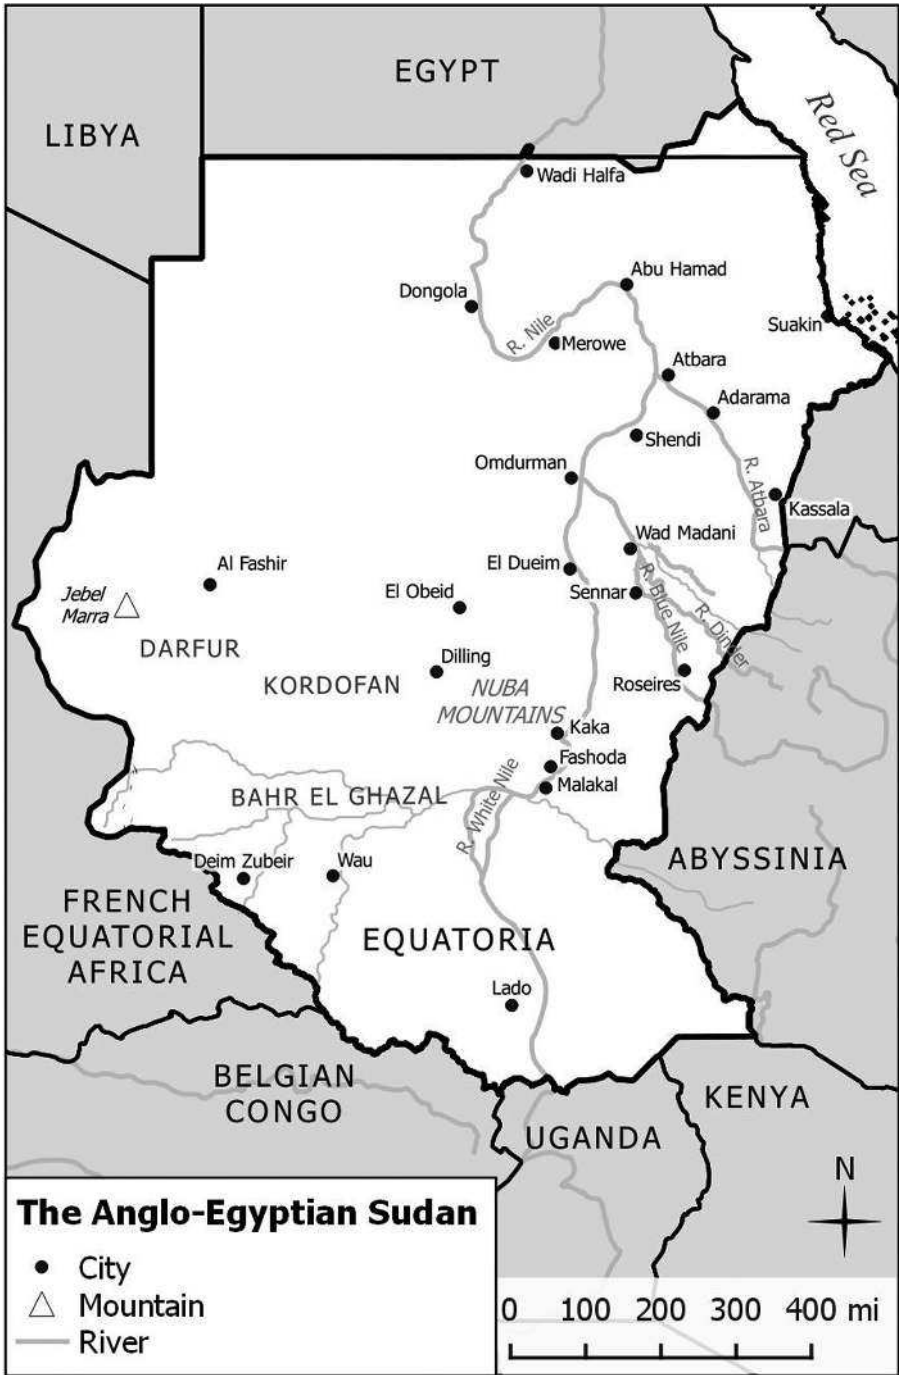 EGYPT
LIBYA
Red Sea
Wadi Halfa
Abu Hamad
Dongola
R. Nile
Suakin
Merowe
Atbara
Adarama
Shendi
Omdurman
R. Atbara
Kassala
Wad Madani
Al Fashir
El Dueim
Jebel
Marra
El Obeid
Sennar
R. Blue Nile
R. Dinder
DARFUR
Dilling
KORDOFAN
NUBA
MOUNTAINS
Roseires
Kaka
Fashoda
Malakal
BAHR EL GHAZAL
R. White Nile
Deim Zubeir
Wau
ABYSSINIA
FRENCH
EQUATORIAL
AFRICA
EQUATORIA
Lado
BELGIAN
CONGO
KENYA
UGANDA
N
The Anglo-Egyptian Sudan
City
Mountain
River
0 100 200 300 400 mi